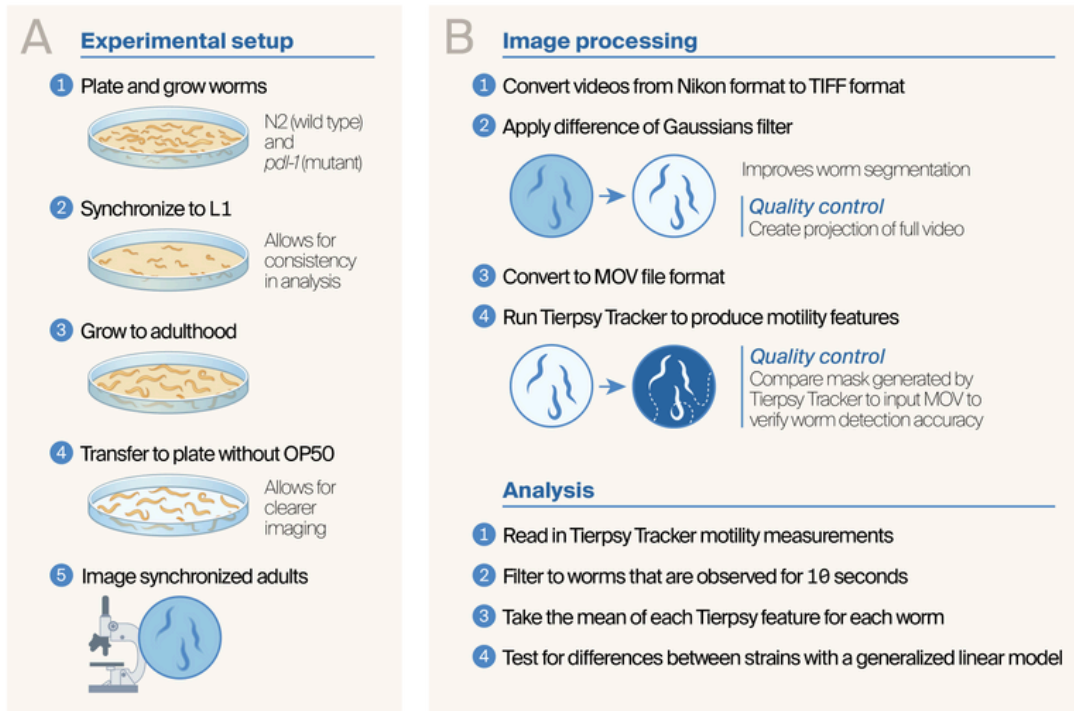 A
Experimental setup
1 Plate and grow worms
N2 (wild type)
and
pdl-1 (mutant)
2 Synchronize to L1
Allows for
consistency
in analysis
3 Grow to adulthood
4 Transfer to plate without OP50
Allows for
clearer
imaging
5 Image synchronized adults
B
Image processing
1 Convert videos from Nikon format to TIFF format
2 Apply difference of Gaussians filter
Improves worm segmentation
Quality control
Create projection of full video
3 Convert to MOV file format
4 Run Tierpsy Tracker to produce motility features
Quality control
Compare mask generated by
Tierpsy Tracker to input MOV to
verify worm detection accuracy
Analysis
1 Read in Tierpsy Tracker motility measurements
2 Filter to worms that are observed for 10 seconds
3 Take the mean of each Tierpsy feature for each worm
4 Test for differences between strains with a generalized linear model